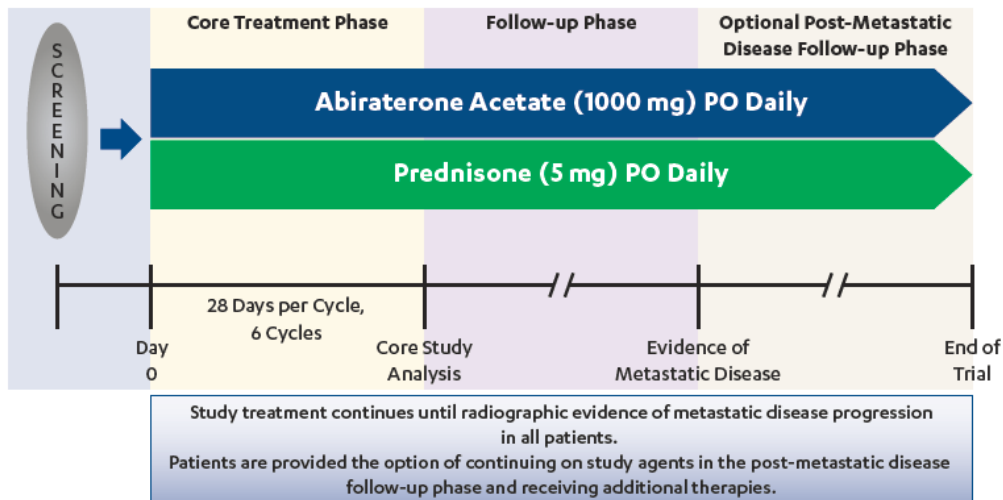 SCREENING
Core Treatment Phase
Follow-up Phase
Optional Post-Metastatic
Disease Follow-up Phase
Abiraterone Acetate (1000 mg) PO Daily
Prednisone (5 mg) PO Daily
28 Days per Cycle,
6 Cycles
Day
0
Core Study
Analysis
Evidence of
Metastatic Disease
End of
Trial
Study treatment continues until radiographic evidence of metastatic disease progression
in all patients.
Patients are provided the option of continuing on study agents in the post-metastatic disease
follow-up phase and receiving additional therapies.